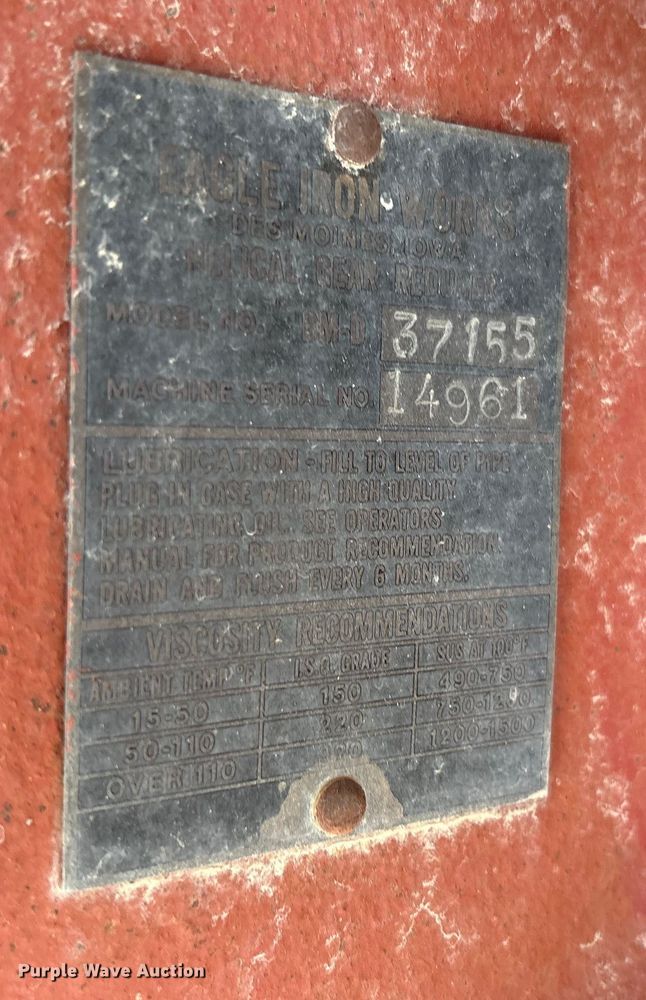 EAGLE IRON WORKS
DES MOINES, IOWA
HELICAL GEAR REDUCER
MODEL NO. BM-D 37155
MACHINE SERIAL NO. 14961
LUBRICATION - FILL TO LEVEL OF PIPE
PLUG IN CASE WITH A HIGH QUALITY
LUBRICATING OIL. SEE OPERATORS
MANUAL FOR PRODUCT RECOMMENDATION.
DRAIN AND FLUSH EVERY 6 MONTHS.
VISCOSITY RECOMMENDATIONS
AMBIENT TEMP °F I.S.O. GRADE SUS AT 100°F
15-50 150 490-750
50-110 220 750-1200
OVER 110 1200-1500
Purple Wave Auction